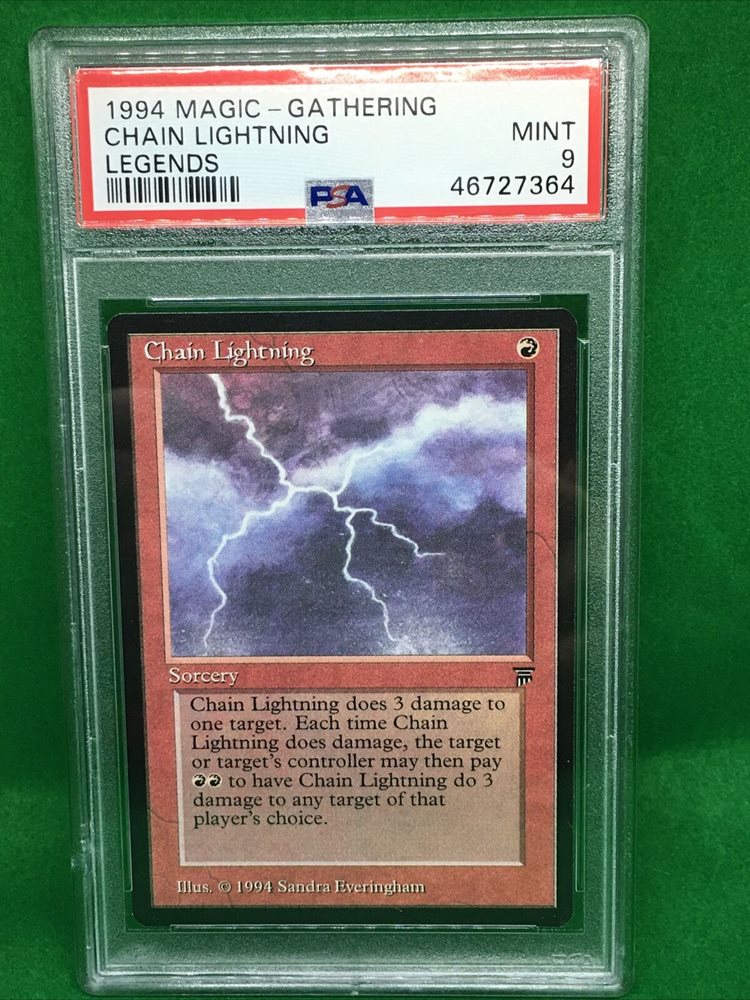 1994 MAGIC - GATHERING
CHAIN LIGHTNING MINT
LEGENDS 9
PSA 46727364
Chain Lightning
Sorcery
Chain Lightning does 3 damage to
one target. Each time Chain
Lightning does damage, the target
or target's controller may then pay
to have Chain Lightning do 3
damage to any target of that
player's choice.
Illus. © 1994 Sandra Everingham